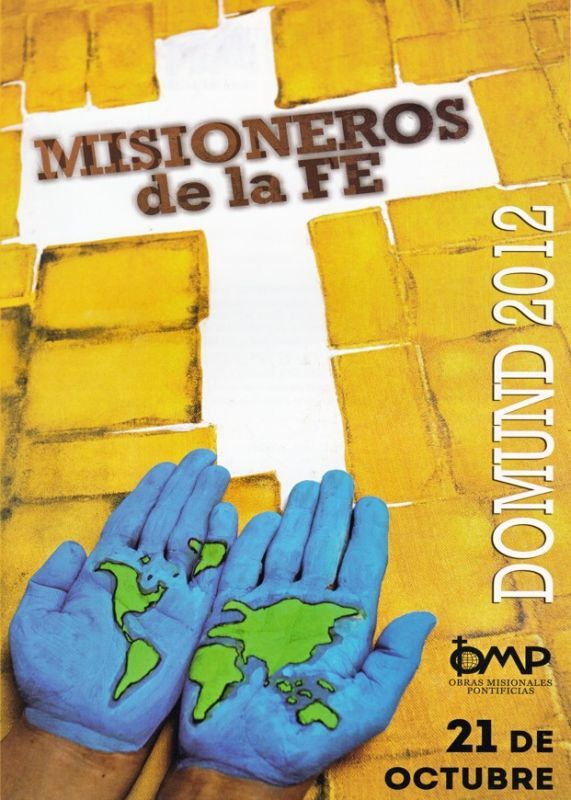 MISIONEROS
de la FE
DOMUND 2012
OMP
OBRAS MISIONALES
PONTIFICIAS
21 DE
OCTUBRE